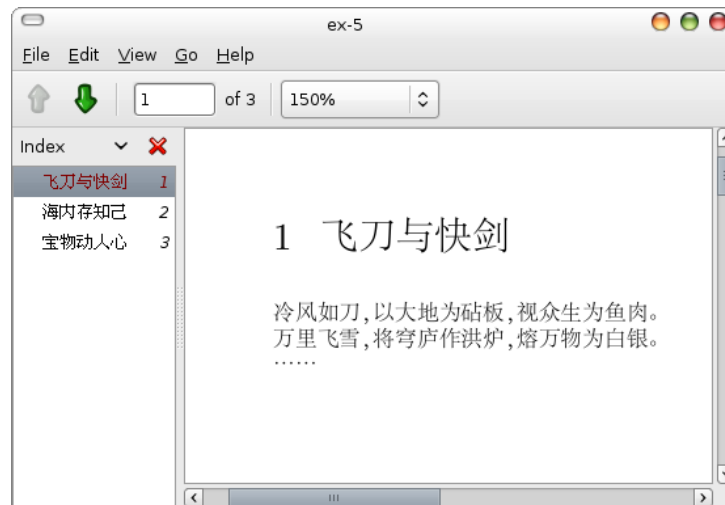 ex-5
File Edit View Go Help
1 of 3 150%
Index
飞刀与快剑 1
海内存知己 2
宝物动人心 3
1 飞刀与快剑
冷风如刀,以大地为砧板,视众生为鱼肉。
万里飞雪,将穹庐作洪炉,熔万物为白银。
……